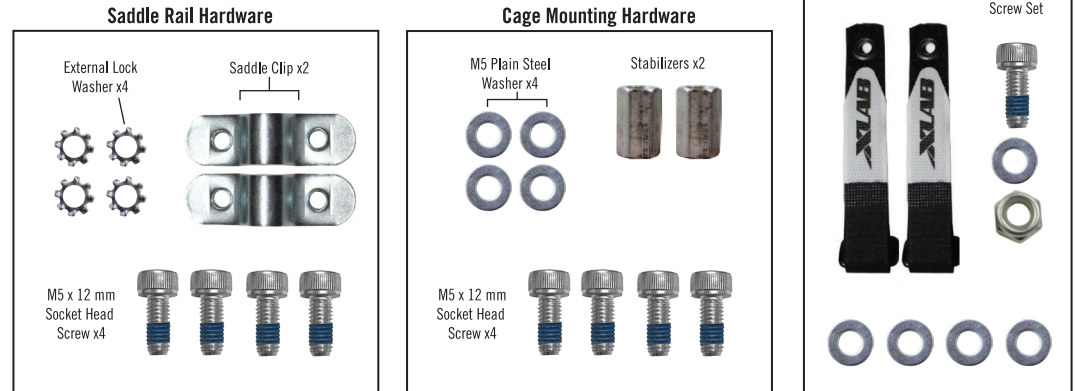 Saddle Rail Hardware
External Lock
Washer x4
Saddle Clip x2
M5 x 12 mm
Socket Head
Screw x4
Cage Mounting Hardware
M5 Plain Steel
Washer x4
Stabilizers x2
M5 x 12 mm
Socket Head
Screw x4
Screw Set
XLAB
XLAB